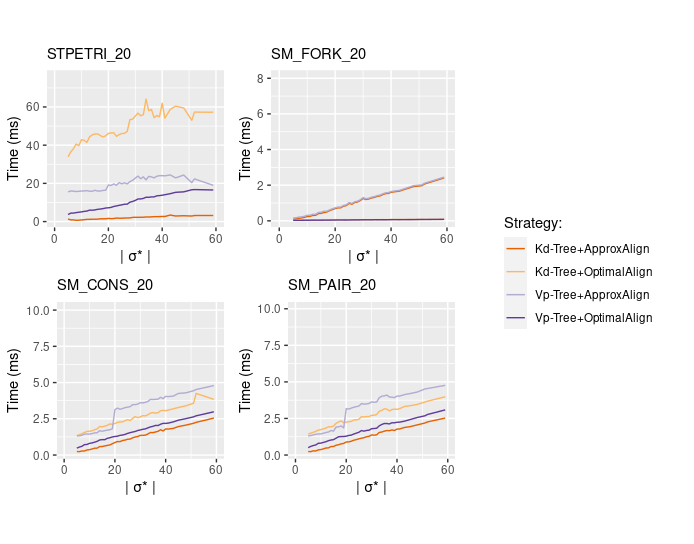 STPETRI_20
SM_FORK_20
60
40
20
0
Time (ms)
0 20 40 60
| σ* |
8
6
4
2
0
Time (ms)
0 20 40 60
| σ* |
SM_CONS_20
SM_PAIR_20
10.0
7.5
5.0
2.5
0.0
Time (ms)
0 20 40 60
| σ* |
10.0
7.5
5.0
2.5
0.0
Time (ms)
0 20 40 60
| σ* |
Strategy:
Kd-Tree+ApproxAlign
Kd-Tree+OptimalAlign
Vp-Tree+ApproxAlign
Vp-Tree+OptimalAlign